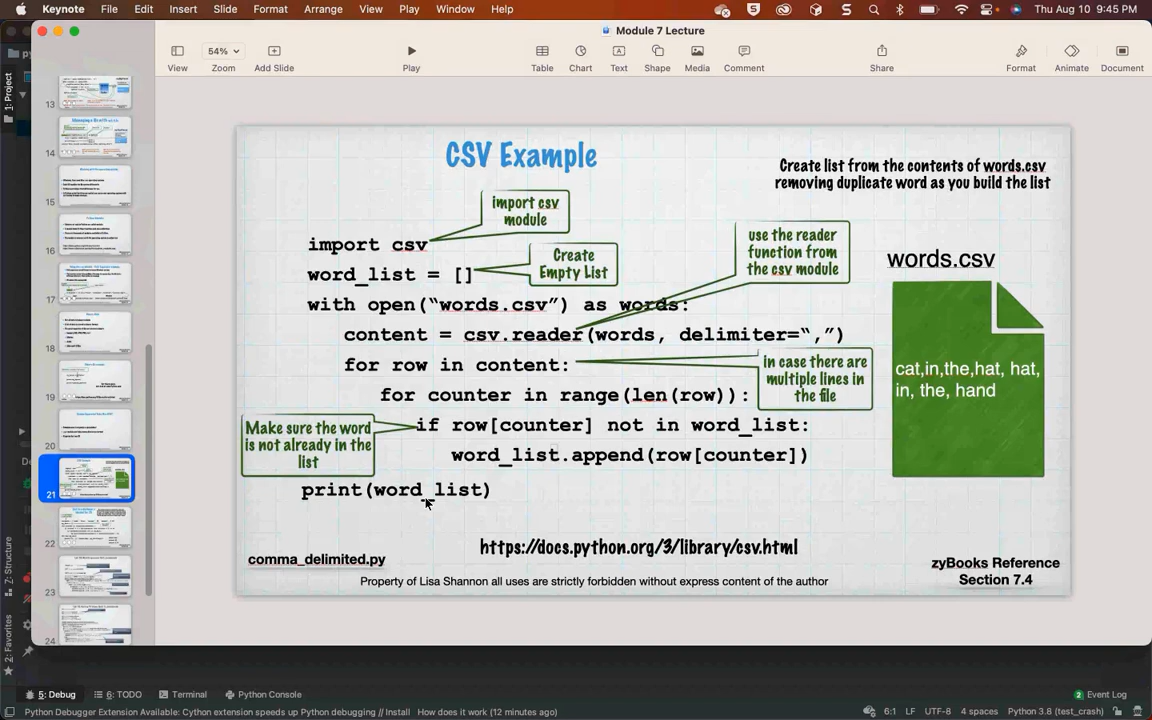 Keynote File Edit Insert Slide Format Arrange View Play Window Help Thu Aug 10 9:45 PM
Module 7 Lecture
54%
View Zoom Add Slide Play Table Chart Text Shape Media Comment Share Format Animate Document
1: Project
Z: Structure
2: Favorites
13
14
15
16
17
18
19
20
21
22
23
24
CSV Example
Create list from the contents of words.csv
removing duplicate word as you build the list
import csv
module
import csv
Create
Empty List
word_list = []
use the reader
function from
the csv module
with open(“words.csv”) as words:
content = csv.reader(words, delimiter=“,”)
for row in content:
in case there are
multiple lines in
the file
for counter in range(len(row)):
Make sure the word
is not already in the
list
if row[counter] not in word_list:
word_list.append(row[counter])
print(word_list)
words.csv
cat,in,the,hat, hat,
in, the, hand
https://docs.python.org/3/library/csv.html
comma_delimited.py
zyBooks Reference
Section 7.4
Property of Lisa Shannon all uses are strictly forbidden without express content of the author
5: Debug 6: TODO Terminal Python Console 2 Event Log
Python Debugger Extension Available: Cython extension speeds up Python debugging // Install How does it work (12 minutes ago) 6:1 LF UTF-8 4 spaces Python 3.8 (test_crash)